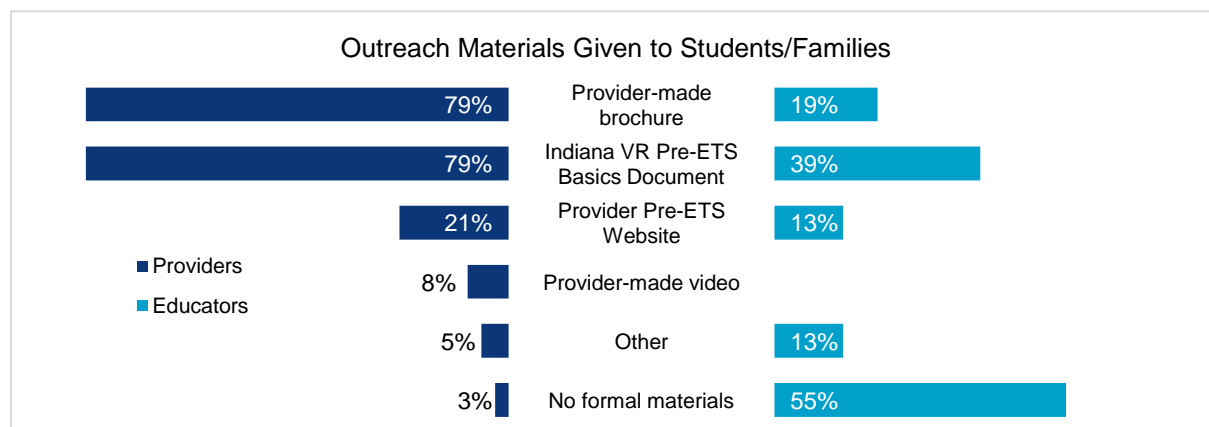 Outreach Materials Given to Students/Families
79%
Provider-made
brochure
19%
79%
Indiana VR Pre-ETS
Basics Document
39%
21%
Provider Pre-ETS
Website
13%
Providers
Educators
8%
Provider-made video
5%
Other
13%
3%
No formal materials
55%